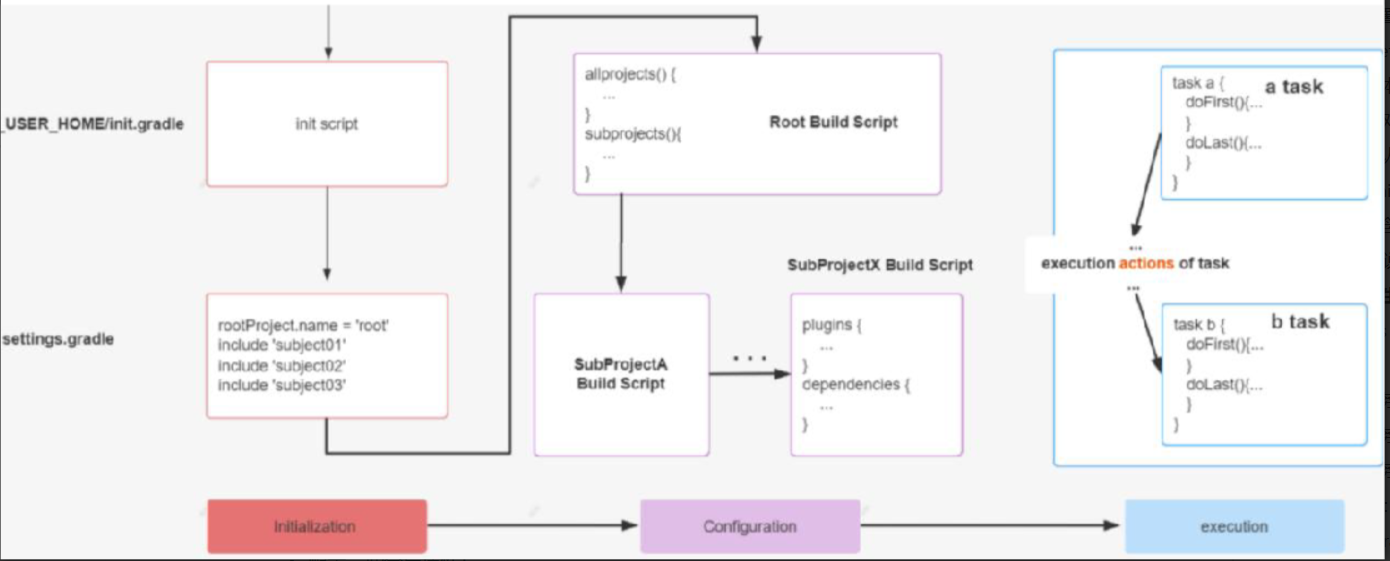 _USER_HOME/init.gradle
init script
settings.gradle
rootProject.name = 'root'
include 'subject01'
include 'subject02'
include 'subject03'
allprojects() {
...
}
subprojects(){
...
}
Root Build Script
SubProjectA
Build Script
...
SubProjectX Build Script
plugins {
...
}
dependencies {
...
}
a task
task a {
doFirst(){...
}
doLast(){...
}
}
...
execution actions of task
...
b task
task b {
doFirst(){...
}
doLast(){...
}
}
Initialization
Configuration
execution